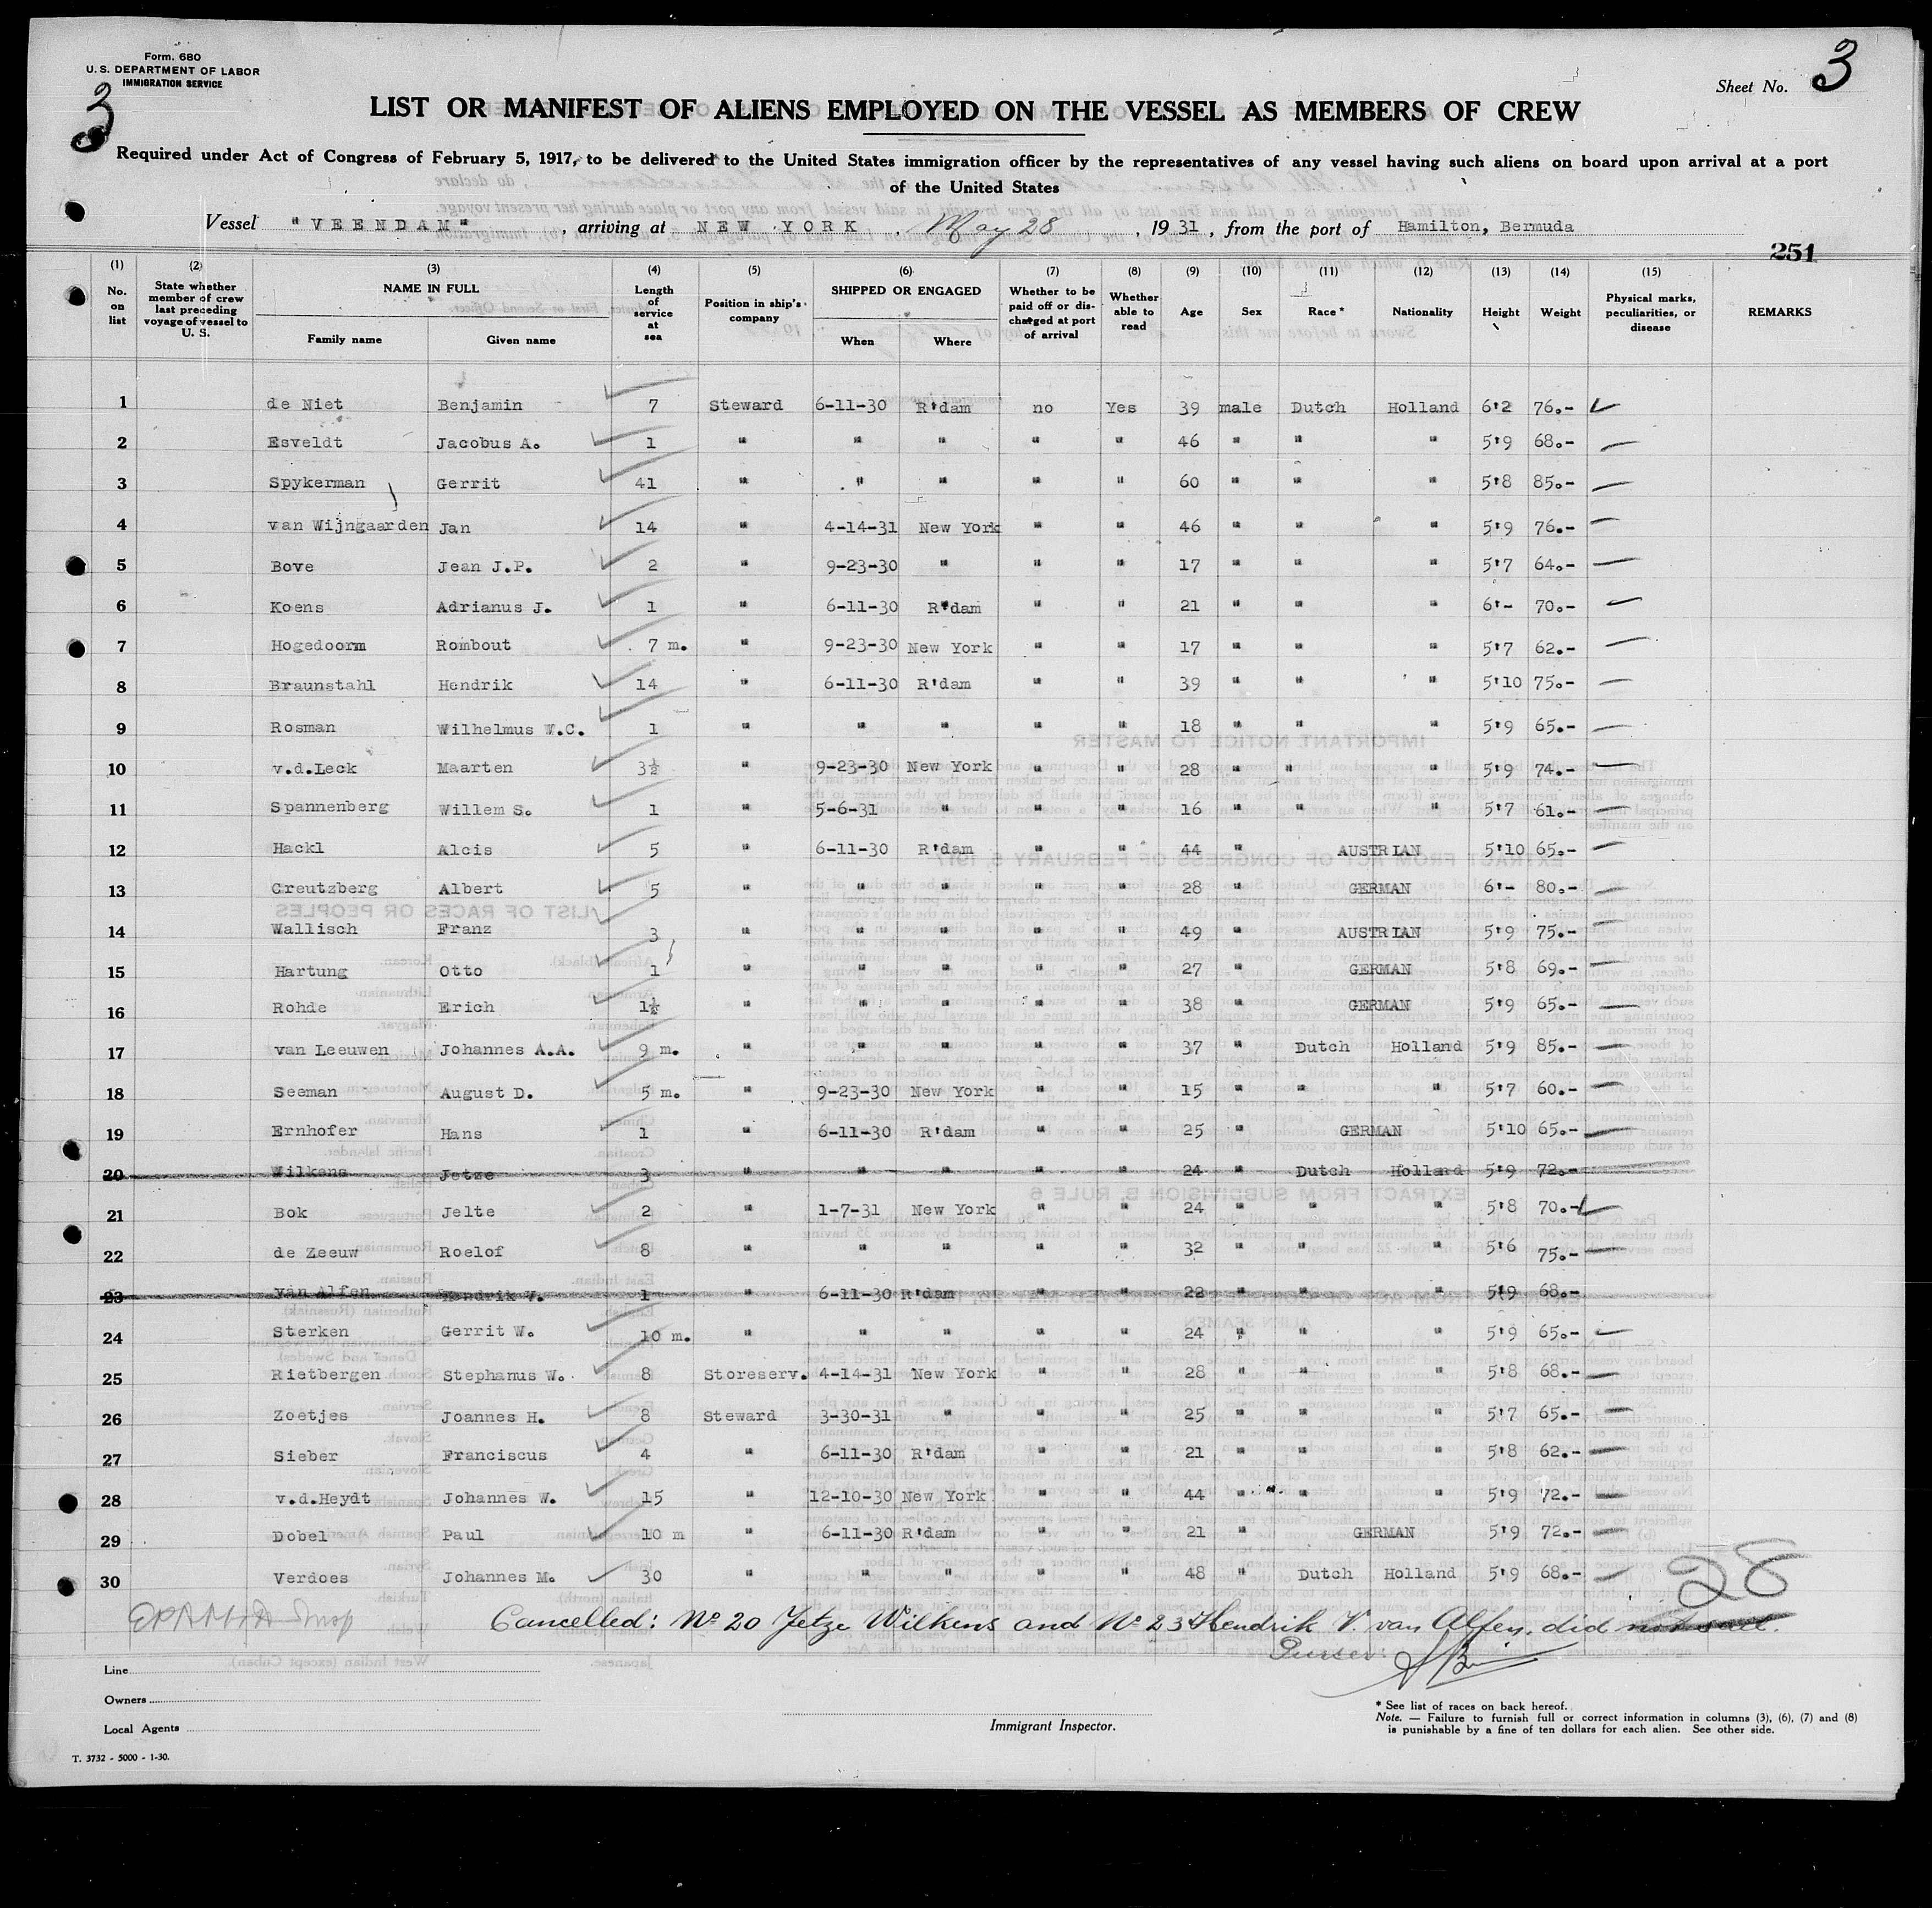 Form. 680
U. S. DEPARTMENT OF LABOR
IMMIGRATION SERVICE
3
Sheet No. 3
LIST OR MANIFEST OF ALIENS EMPLOYED ON THE VESSEL AS MEMBERS OF CREW
Required under Act of Congress of February 5, 1917, to be delivered to the United States immigration officer by the representatives of any vessel having such aliens on board upon arrival at a port
of the United States
Vessel "VEENDAM", arriving at NEW YORK, May 28, 1931, from the port of Hamilton, Bermuda
251
(1) (2) (3) (4) (5) (6) (7) (8) (9) (10) (11) (12) (13) (14) (15)
No. on list | State whether member of crew last preceding voyage of vessel to U. S. | NAME IN FULL Family name Given name | Length of service at sea | Position in ship's company | SHIPPED OR ENGAGED When Where | Whether to be paid off or discharged at port of arrival | Whether able to read | Age | Sex | Race * | Nationality | Height | Weight | Physical marks, peculiarities, or disease | REMARKS
1 de Niet Benjamin 7 Steward 6-11-30 R'dam no Yes 39 male Dutch Holland 6'2 76.-
2 Esveldt Jacobus A. 1 " " " " " 46 " " " 5'9 68.-
3 Spykerman Gerrit 41 " " " " " 60 " " " 5'8 85.-
4 van Wijngaarden Jan 14 " 4-14-31 New York " " 46 " " " 5'9 76.-
5 Bove Jean J.P. 2 " 9-23-30 " " " 17 " " " 5'7 64.-
6 Koens Adrianus J. 1 " 6-11-30 R'dam " " 21 " " " 6'- 70.-
7 Hogedoorm Rombout 7 m. " 9-23-30 New York " " 17 " " " 5'7 62.-
8 Braunstahl Hendrik 14 " 6-11-30 R'dam " " 39 " " " 5'10 75.-
9 Rosman Wilhelmus W.C. 1 " " " " " 18 " " " 5'9 65.-
10 v.d.Leck Maarten 3½ " 9-23-30 New York " " 28 " " " 5'9 74.-
11 Spannenberg Willem S. 1 " 5-6-31 " " " 16 " " " 5'7 61.-
12 Hackl Alcis 5 " 6-11-30 R'dam " " 44 " AUSTRIAN 5'10 65.-
13 Creutzberg Albert 5 " " " " " 28 " GERMAN 6'- 80.-
14 Wallisch Franz 3 " " " " " 49 " AUSTRIAN 5'9 75.-
15 Hartung Otto 1 " " " " " 27 " GERMAN 5'8 69.-
16 Rohde Erich 1½ " " " " " 38 " GERMAN 5'9 65.-
17 van Leeuwen Johannes A.A. 9 m. " " " " " 37 " Dutch Holland 5'9 85.-
18 Seeman August D. 5 m. " 9-23-30 New York " " 15 " " " 5'7 60.-
19 Ernhofer Hans 1 " 6-11-30 R'dam " " 25 " GERMAN 5'10 65.-
20 Wilkens Jetze 3 " " " " " 24 " Dutch Holland 5'9 72.-
21 Bok Jelte 2 " 1-7-31 New York " " 24 " " " 5'8 70.-
22 de Zeeuw Roelof 8 " " " " " 32 " " " 5'6 75.-
23 van Alfen Hendrik V. 1 " 6-11-30 R'dam " " 22 " " " 5'9 68.-
24 Sterken Gerrit W. 10 m. " " " " " 24 " " " 5'9 65.-
25 Rietbergen Stephanus W. 8 Storeserv. 4-14-31 New York " " 28 " " " 5'8 68.-
26 Zoetjes Joannes H. 8 Steward 3-30-31 " " " 25 " " " 5'7 65.-
27 Sieber Franciscus 4 " 6-11-30 R'dam " " 21 " " " 5'8 62.-
28 v.d.Heydt Johannes W. 15 " 12-10-30 New York " " 44 " " " 5'9 72.-
29 Dobel Paul 10 m " 6-11-30 R'dam " " 21 " GERMAN 5'9 72.-
30 Verdoes Johannes M. 30 " " " " " 48 " Dutch Holland 5'9 68.-
28
Cancelled: No 20 Jetze Wilkens and No 23 Hendrik V. van Alfen, did not sail.
Purser:
Line
Owners
Local Agents
Immigrant Inspector.
* See list of races on back hereof.
Note. — Failure to furnish full or correct information in columns (3), (6), (7) and (8)
is punishable by a fine of ten dollars for each alien. See other side.
T. 3732 - 5000 - 1-30.